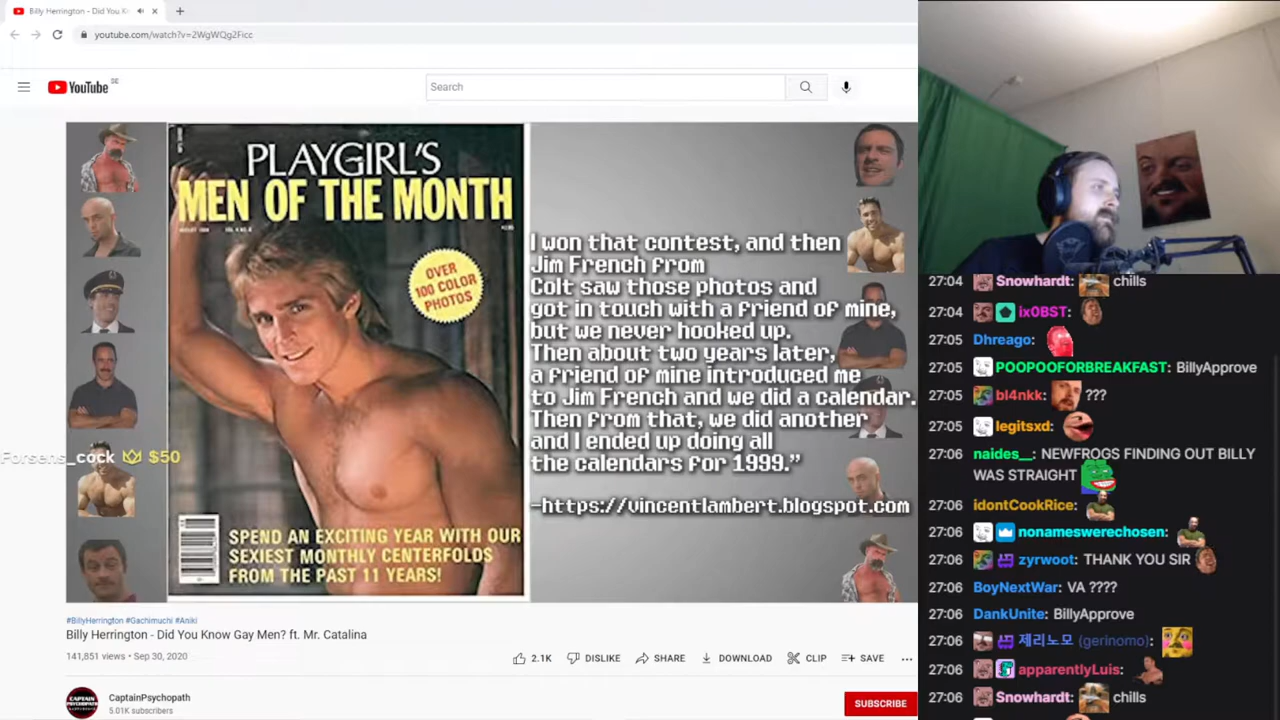 Billy Herrington - Did You Kn
youtube.com/watch?v=2WgWQg2Ficc
YouTube DE
Search
PLAYGIRL'S
MEN OF THE MONTH
OVER
100 COLOR
PHOTOS
SPEND AN EXCITING YEAR WITH OUR
SEXIEST MONTHLY CENTERFOLDS
FROM THE PAST 11 YEARS!
I won that contest, and then
Jim French from
Colt saw those photos and
got in touch with a friend of mine,
but we never hooked up.
Then about two years later,
a friend of mine introduced me
to Jim French and we did a calendar.
Then from that, we did another
and I ended up doing all
the calendars for 1999.”
-https://vincentlambert.blogspot.com
Forsens_cock $50
#BillyHerrington #Gachimuchi #Aniki
Billy Herrington - Did You Know Gay Men? ft. Mr. Catalina
141,851 views • Sep 30, 2020
2.1K DISLIKE SHARE DOWNLOAD CLIP SAVE ...
CAPTAIN
PSYCHOPATH
CaptainPsychopath
5.01K subscribers
SUBSCRIBE
27:04 Snowhardt: chills
27:04 ix0BST:
27:05 Dhreago:
27:05 POOPOOFORBREAKFAST: BillyApprove
27:05 bl4nkk: ???
27:05 legitsxd:
27:06 naides__: NEWFROGS FINDING OUT BILLY
WAS STRAIGHT
27:06 idontCookRice:
27:06 nonameswerechosen:
27:06 zyrwoot: THANK YOU SIR
27:06 BoyNextWar: VA ????
27:06 DankUnite: BillyApprove
27:06 제리노모 (gerinomo):
27:06 apparentlyLuis:
27:06 Snowhardt: chills